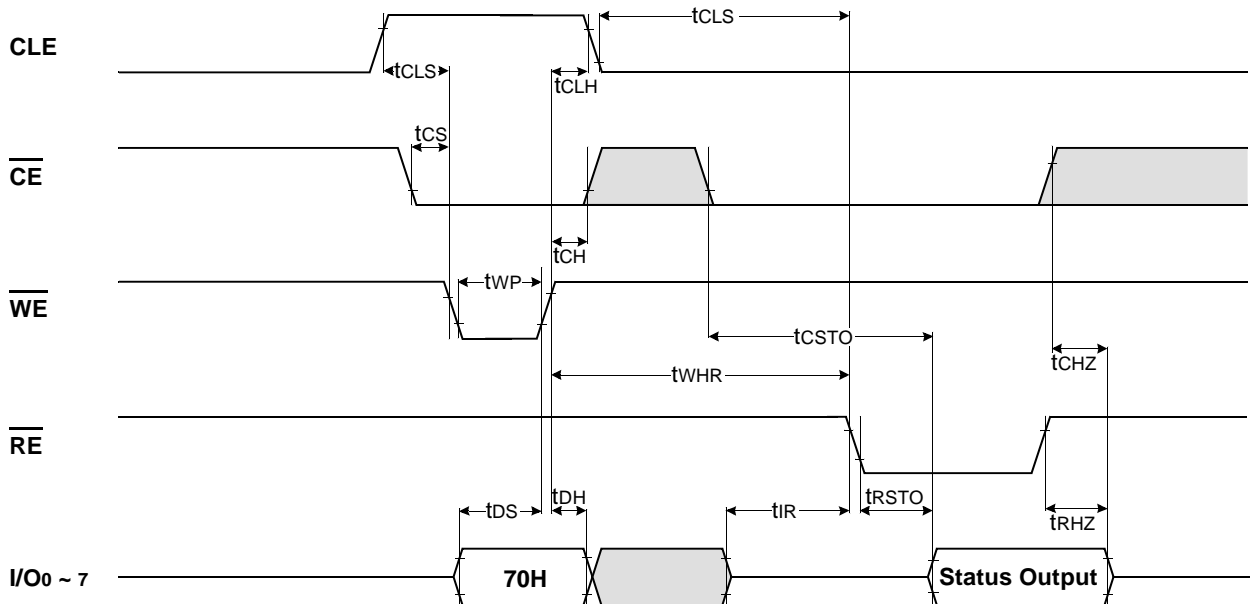 tCLS
CLE
tCLS
tCLH
tCS
CE
tCH
tWP
WE
tCSTO
tCHZ
tWHR
RE
tDH
tRSTO
tDS
tIR
tRHZ
I/O0 ~ 7
70H
Status Output